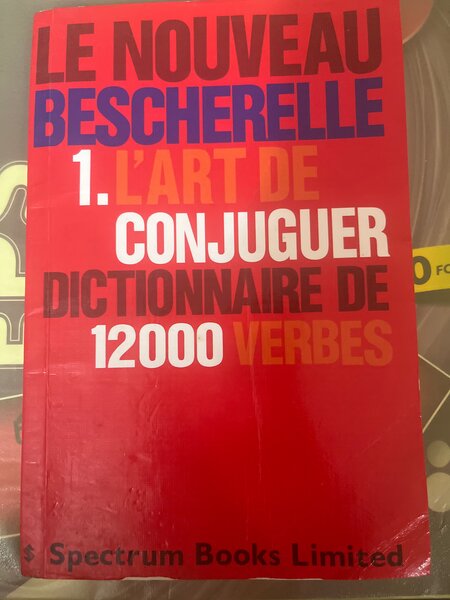 LE NOUVEAU
BESCHERELLE
1. L'ART DE
CONJUGUER
DICTIONNAIRE DE
12000 VERBES
$ Spectrum Books Limited